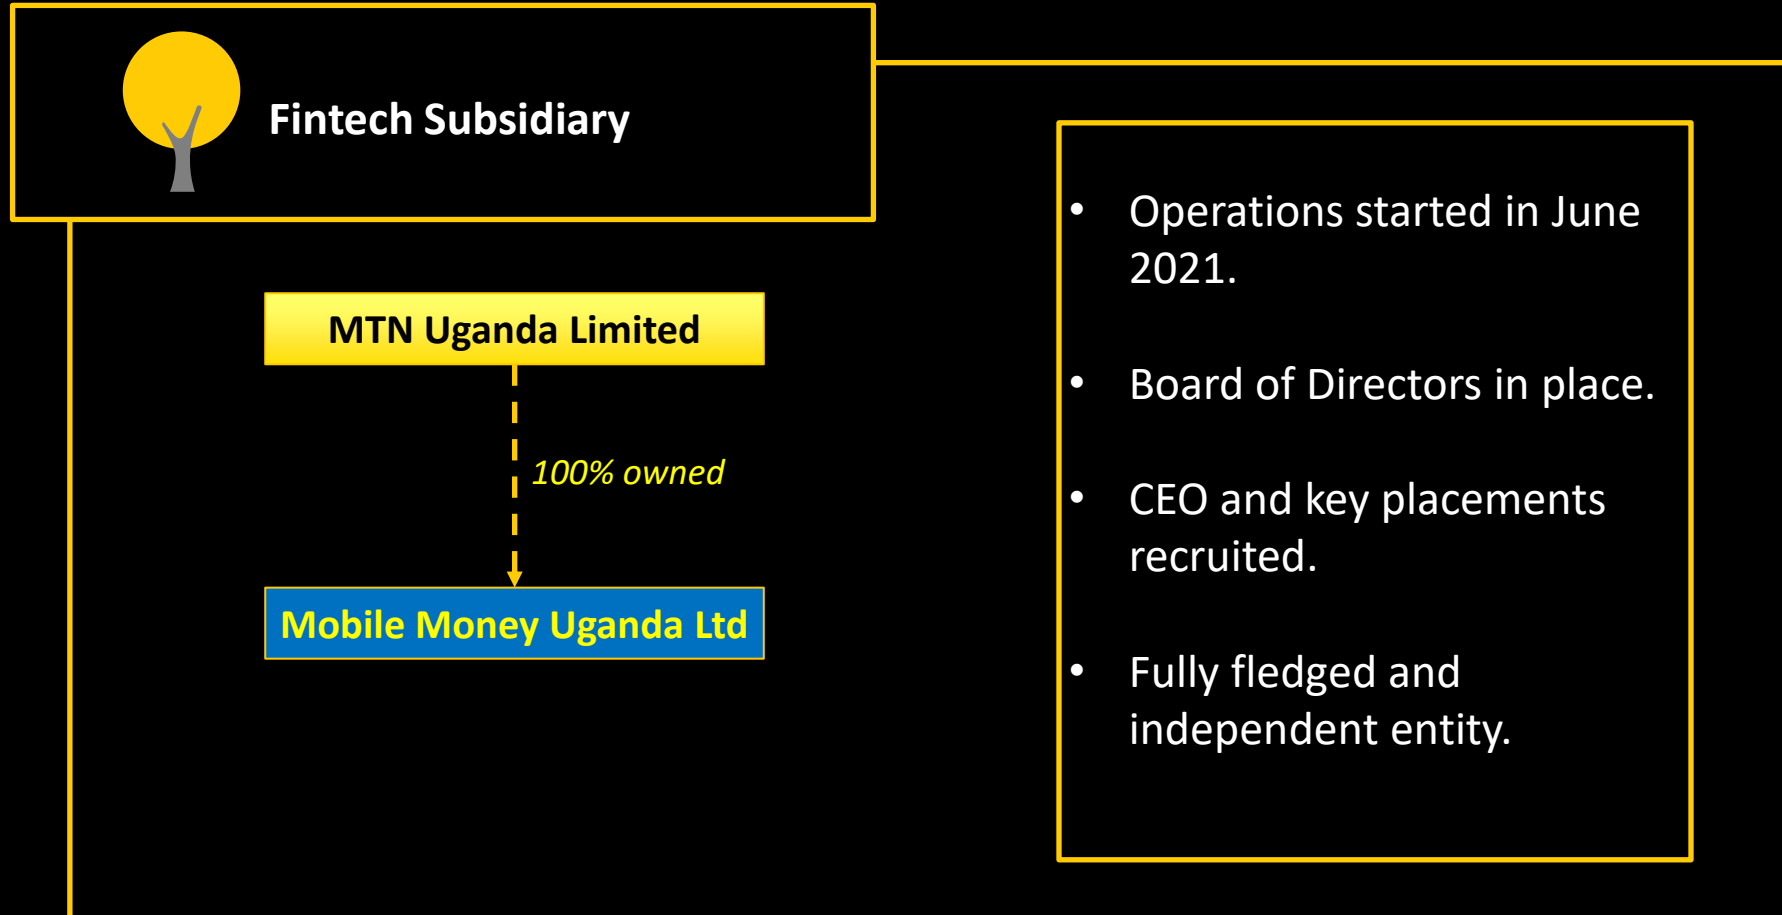 Fintech Subsidiary
MTN Uganda Limited
100% owned
Mobile Money Uganda Ltd
• Operations started in June
2021.
• Board of Directors in place.
• CEO and key placements
recruited.
• Fully fledged and
independent entity.